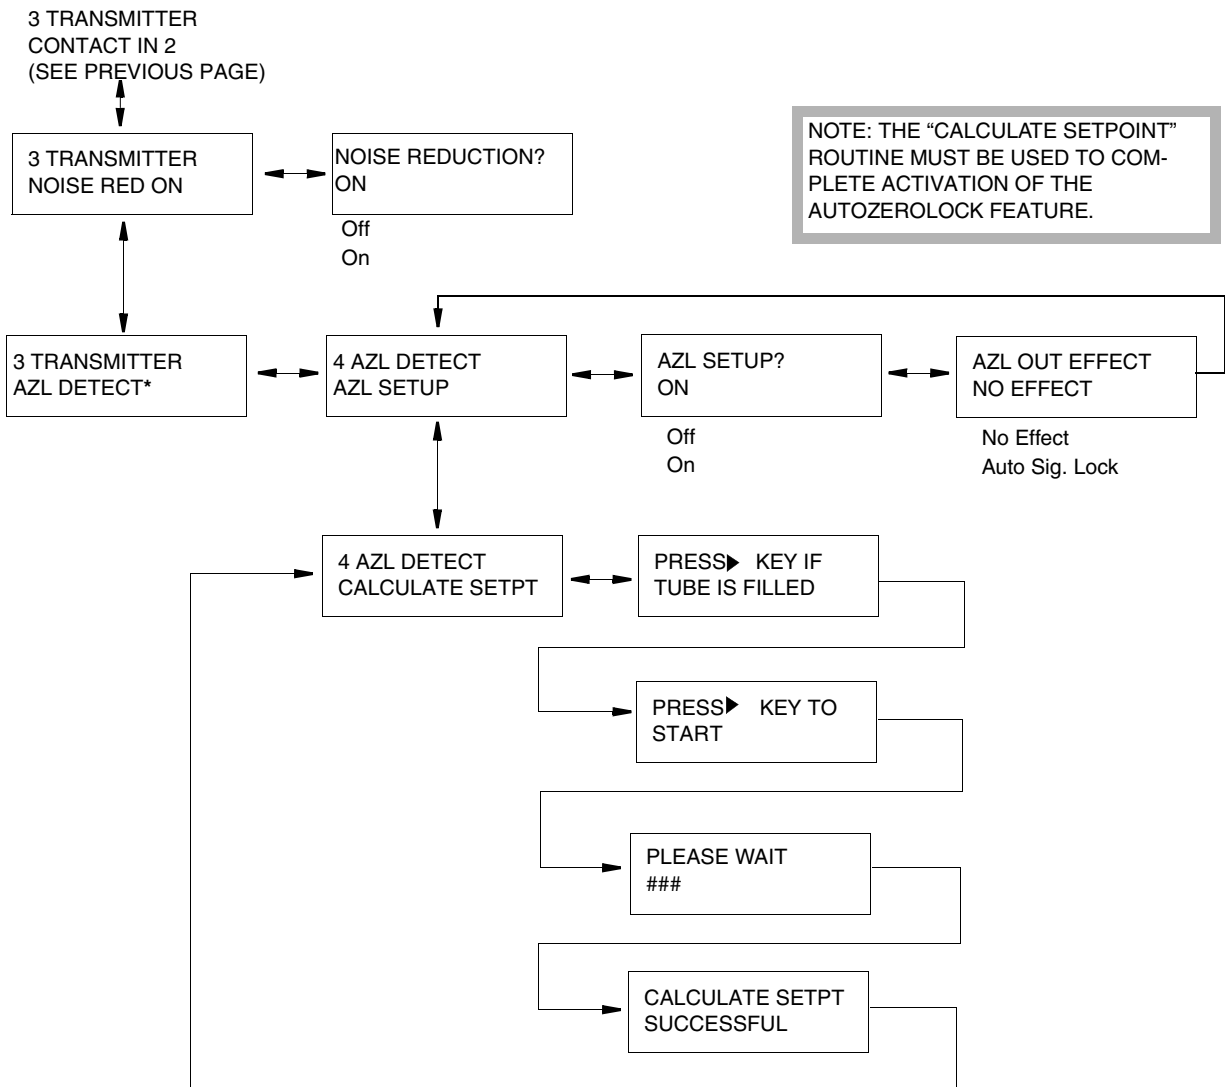 3 TRANSMITTER
CONTACT IN 2
(SEE PREVIOUS PAGE)
3 TRANSMITTER
NOISE RED ON
NOISE REDUCTION?
ON
Off
On
NOTE: THE “CALCULATE SETPOINT”
ROUTINE MUST BE USED TO COM-
PLETE ACTIVATION OF THE
AUTOZEROLOCK FEATURE.
3 TRANSMITTER
AZL DETECT*
4 AZL DETECT
AZL SETUP
AZL SETUP?
ON
Off
On
AZL OUT EFFECT
NO EFFECT
No Effect
Auto Sig. Lock
4 AZL DETECT
CALCULATE SETPT
PRESS▶ KEY IF
TUBE IS FILLED
PRESS▶ KEY TO
START
PLEASE WAIT
###
CALCULATE SETPT
SUCCESSFUL